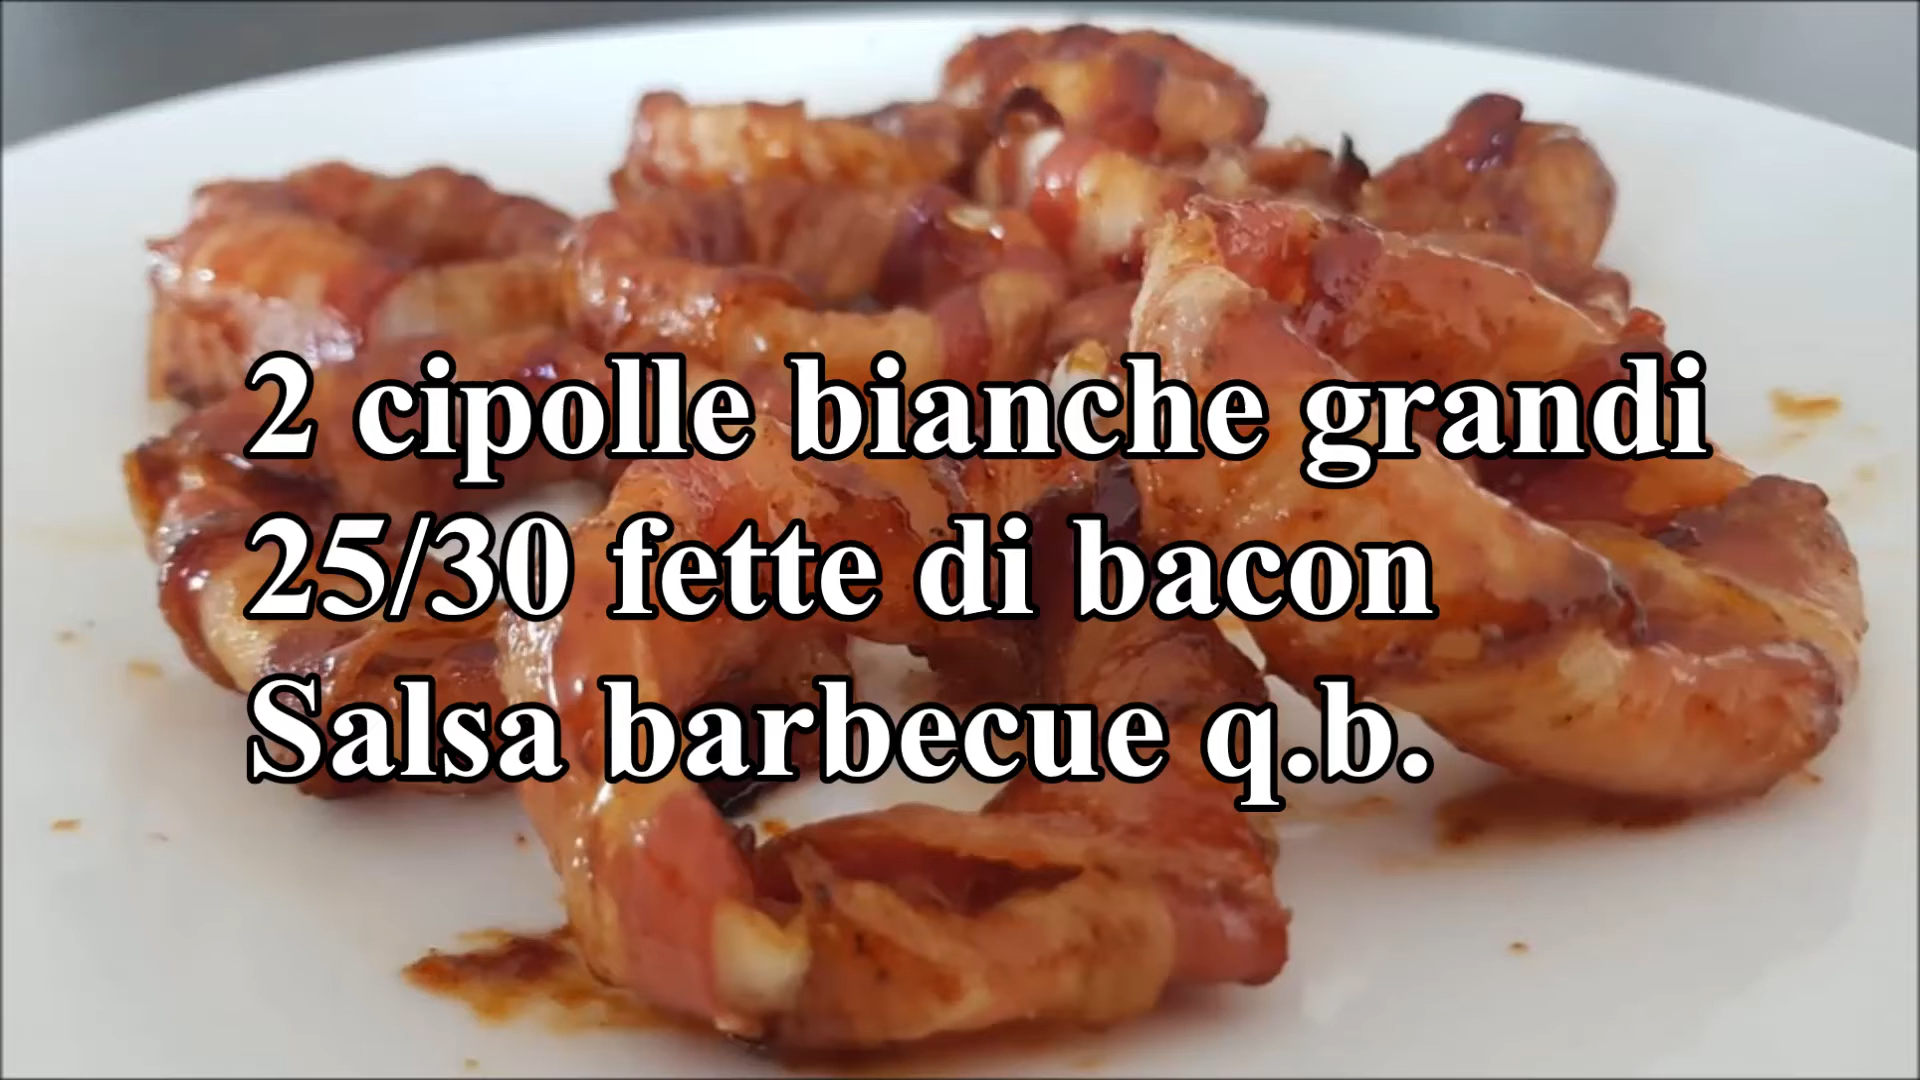 2 cipolle bianche grandi
25/30 fette di bacon
Salsa barbecue q.b.